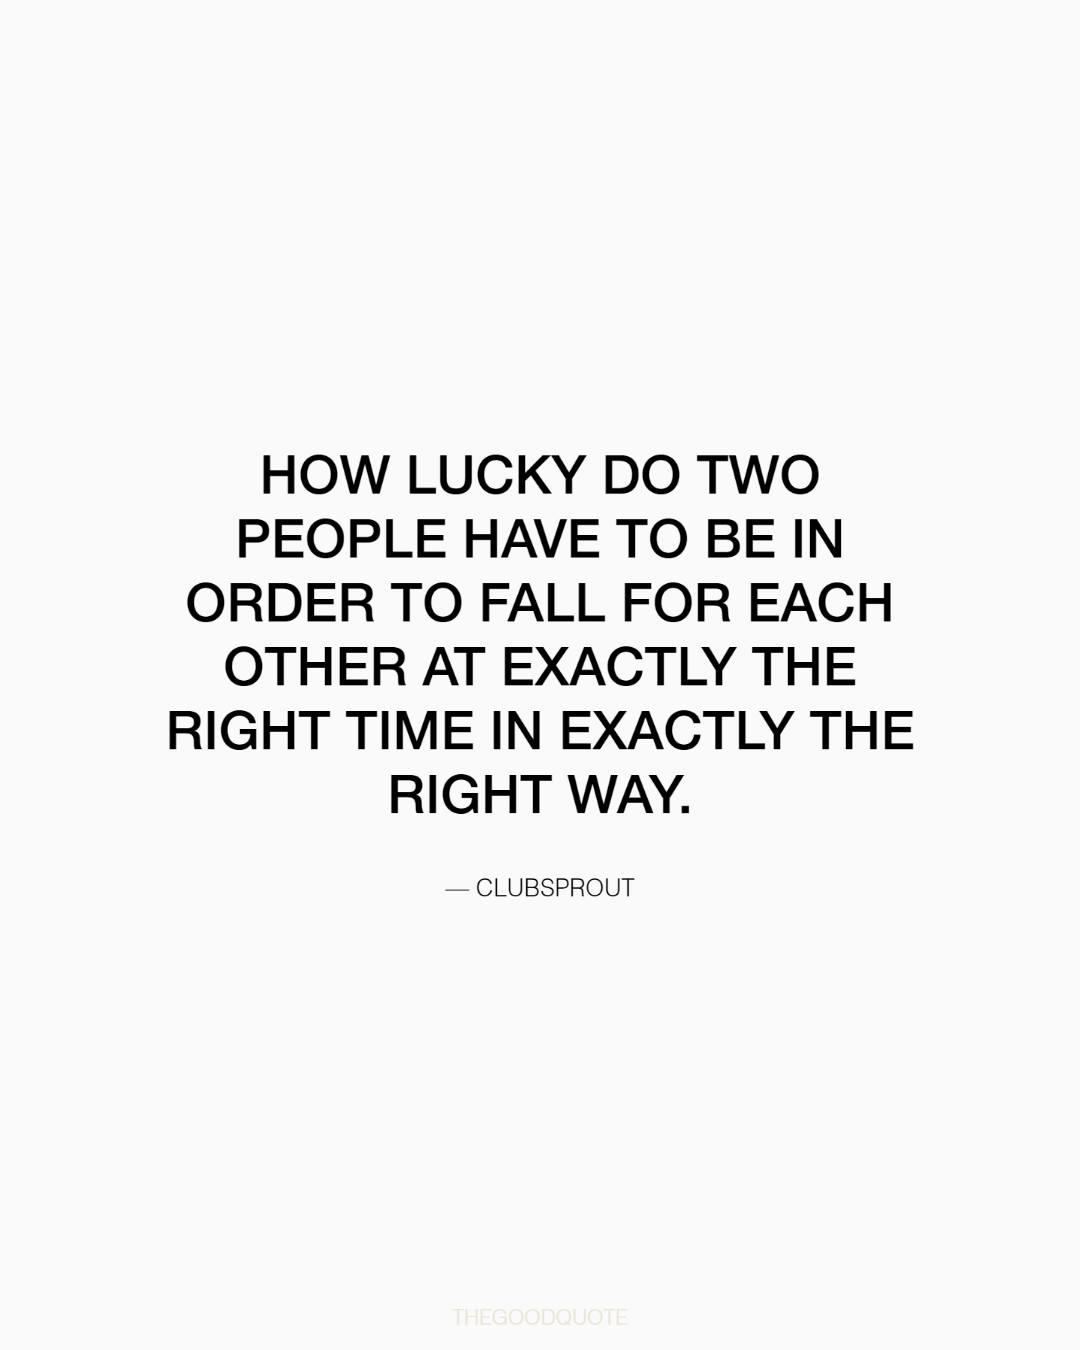 HOW LUCKY DO TWO
PEOPLE HAVE TO BE IN
ORDER TO FALL FOR EACH
OTHER AT EXACTLY THE
RIGHT TIME IN EXACTLY THE
RIGHT WAY.
— CLUBSPROUT
THEGOODQUOTE